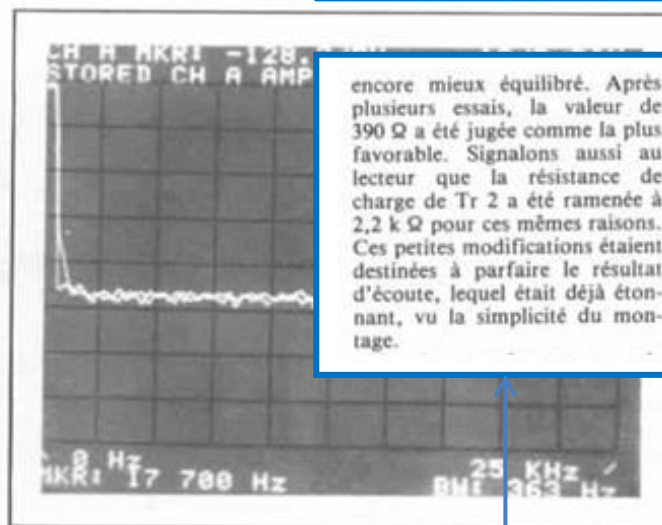 CH A MKR: -128.
STORED CH A AMP
encore mieux équilibré. Après
plusieurs essais, la valeur de
390 Ω a été jugée comme la plus
favorable. Signalons aussi au
lecteur que la résistance de
charge de Tr 2 a été ramenée à
2,2 k Ω pour ces mêmes raisons.
Ces petites modifications étaient
destinées à parfaire le résultat
d'écoute, lequel était déjà éton-
nant, vu la simplicité du mon-
tage.
0 Hz
25 KHz
MKR: 17 700 Hz
BW: 363 Hz